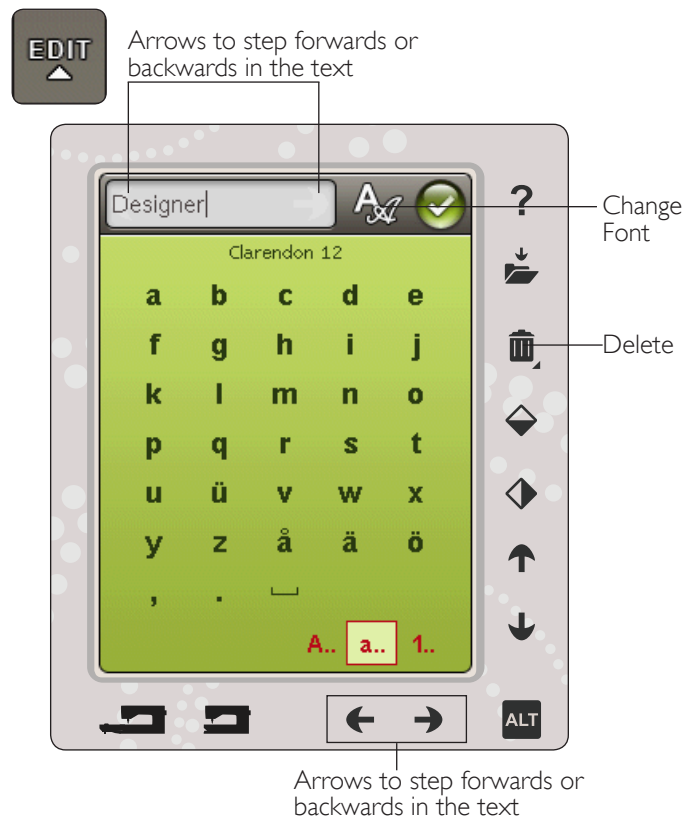 EDIT
Arrows to step forwards or
backwards in the text
Designer
?
Change
Font
Clarendon 12
a b c d e
f g h i j
Delete
k l m n o
p q r s t
u ü v w x
y z å ä ö
, .
A.. a.. 1..
ALT
Arrows to step forwards or
backwards in the text